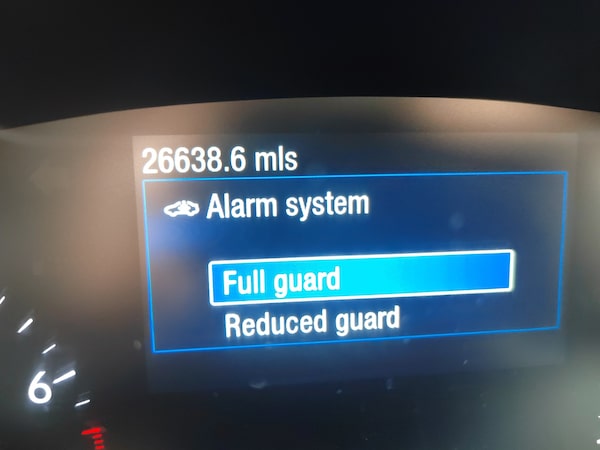 26638.6 mls
Alarm system
Full guard
Reduced guard
6